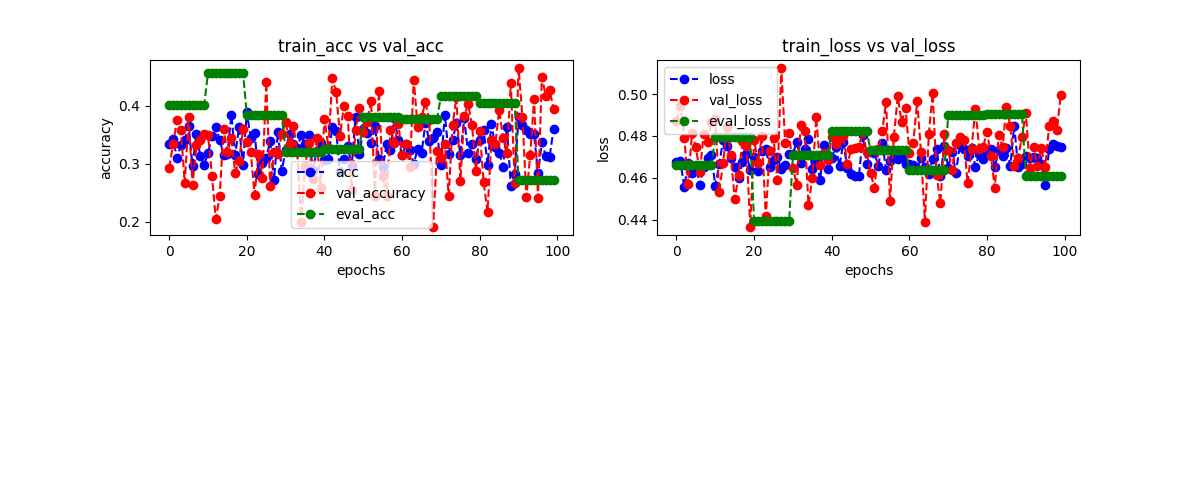 train_acc vs val_acc
accuracy
0.4
0.3
0.2
acc
val_accuracy
eval_acc
0 20 40 60 80 100
epochs
train_loss vs val_loss
loss
0.50
0.48
0.46
0.44
loss
val_loss
eval_loss
0 20 40 60 80 100
epochs